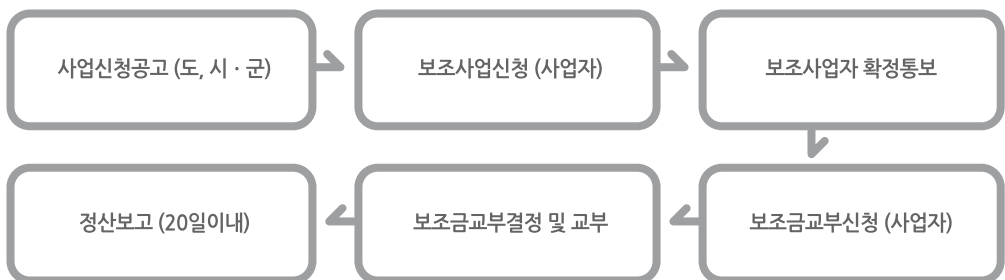 사업신청공고 (도, 시 · 군)
보조사업신청 (사업자)
보조사업자 확정통보
보조금교부신청 (사업자)
보조금교부결정 및 교부
정산보고 (20일이내)